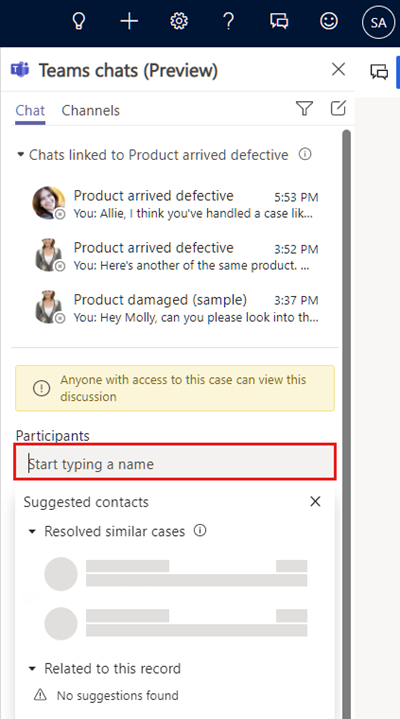 SA
Teams chats (Preview)
Chat Channels
Chats linked to Product arrived defective
Product arrived defective 5:53 PM
You: Allie, I think you've handled a case lik...
Product arrived defective 3:52 PM
You: Here's another of the same product. ...
Product damaged (sample) 3:37 PM
You: Hey Molly, can you please look into th...
Anyone with access to this case can view this
discussion
Participants
Start typing a name
Suggested contacts
Resolved similar cases
Related to this record
No suggestions found